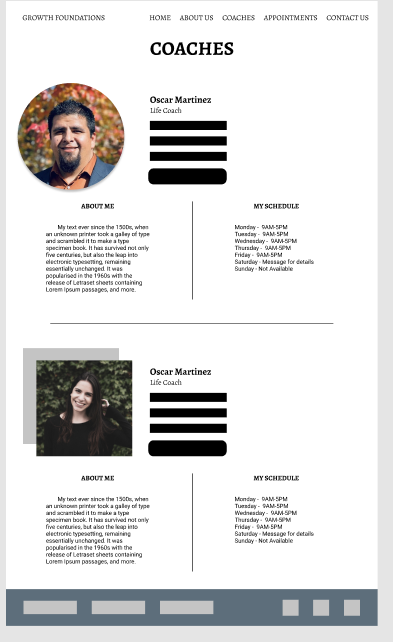 GROWTH FOUNDATIONS
HOME ABOUT US COACHES APPOINTMENTS CONTACT US
COACHES
Oscar Martinez
Life Coach
ABOUT ME
My text ever since the 1500s, when
an unknown printer took a galley of type
and scrambled it to make a type
specimen book. It has survived not only
five centuries, but also the leap into
electronic typesetting, remaining
essentially unchanged. It was
popularised in the 1960s with the
release of Letraset sheets containing
Lorem Ipsum passages, and more.
MY SCHEDULE
Monday - 9AM-5PM
Tuesday - 9AM-5PM
Wednesday - 9AM-5PM
Thursday - 9AM-5PM
Friday - 9AM-5PM
Saturday - Message for details
Sunday - Not Available
Oscar Martinez
Life Coach
ABOUT ME
My text ever since the 1500s, when
an unknown printer took a galley of type
and scrambled it to make a type
specimen book. It has survived not only
five centuries, but also the leap into
electronic typesetting, remaining
essentially unchanged. It was
popularised in the 1960s with the
release of Letraset sheets containing
Lorem Ipsum passages, and more.
MY SCHEDULE
Monday - 9AM-5PM
Tuesday - 9AM-5PM
Wednesday - 9AM-5PM
Thursday - 9AM-5PM
Friday - 9AM-5PM
Saturday - Message for details
Sunday - Not Available